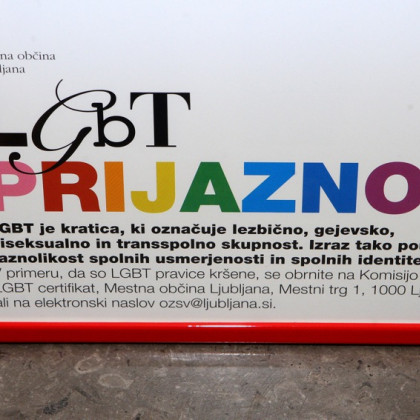 na občina
ljana
LGbT
PRIJAZNO
GBT je kratica, ki označuje lezbično, gejevsko,
iseksualno in transspolno skupnost. Izraz tako po
aznolikost spolnih usmerjenosti in spolnih identite
V primeru, da so LGBT pravice kršene, se obrnite na Komisijo
LGBT certifikat, Mestna občina Ljubljana, Mestni trg 1, 1000 L
ali na elektronski naslov ozsv@ljubljana.si.